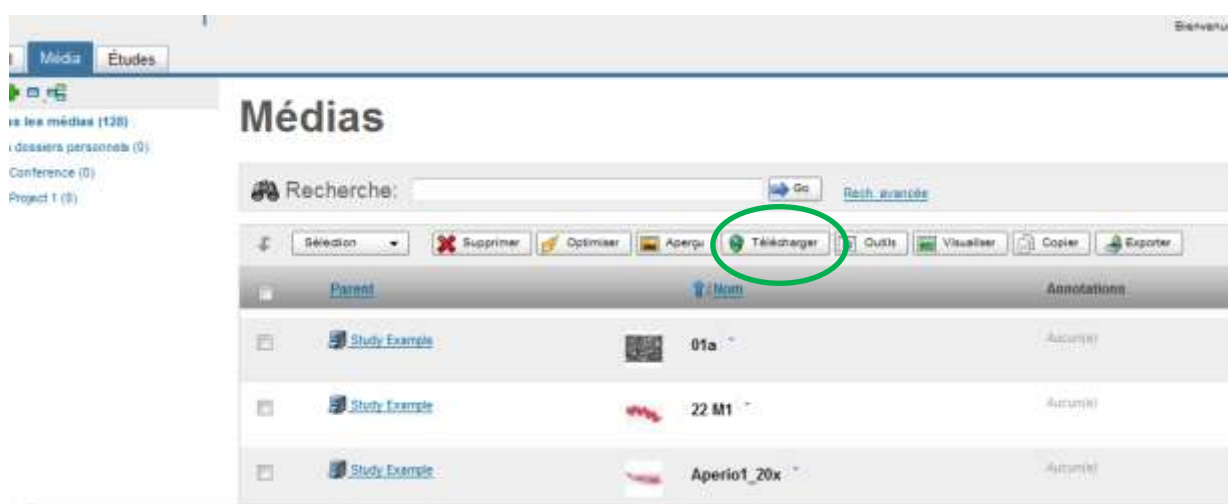 Bienvenu
Média Études
us les médias (128)
dossiers personnels (0)
Conference (0)
Project 1 (0)
Médias
Recherche: Go Rech. avancée
Sélection Supprimer Optimiser Aperçu Télécharger Outils Visualiser Copier Exporter
Parent Nom Annotations
Study Example 01a Aucun(e)
Study Example 22 M1 Aucun(e)
Study Example Aperio1_20x Aucun(e)